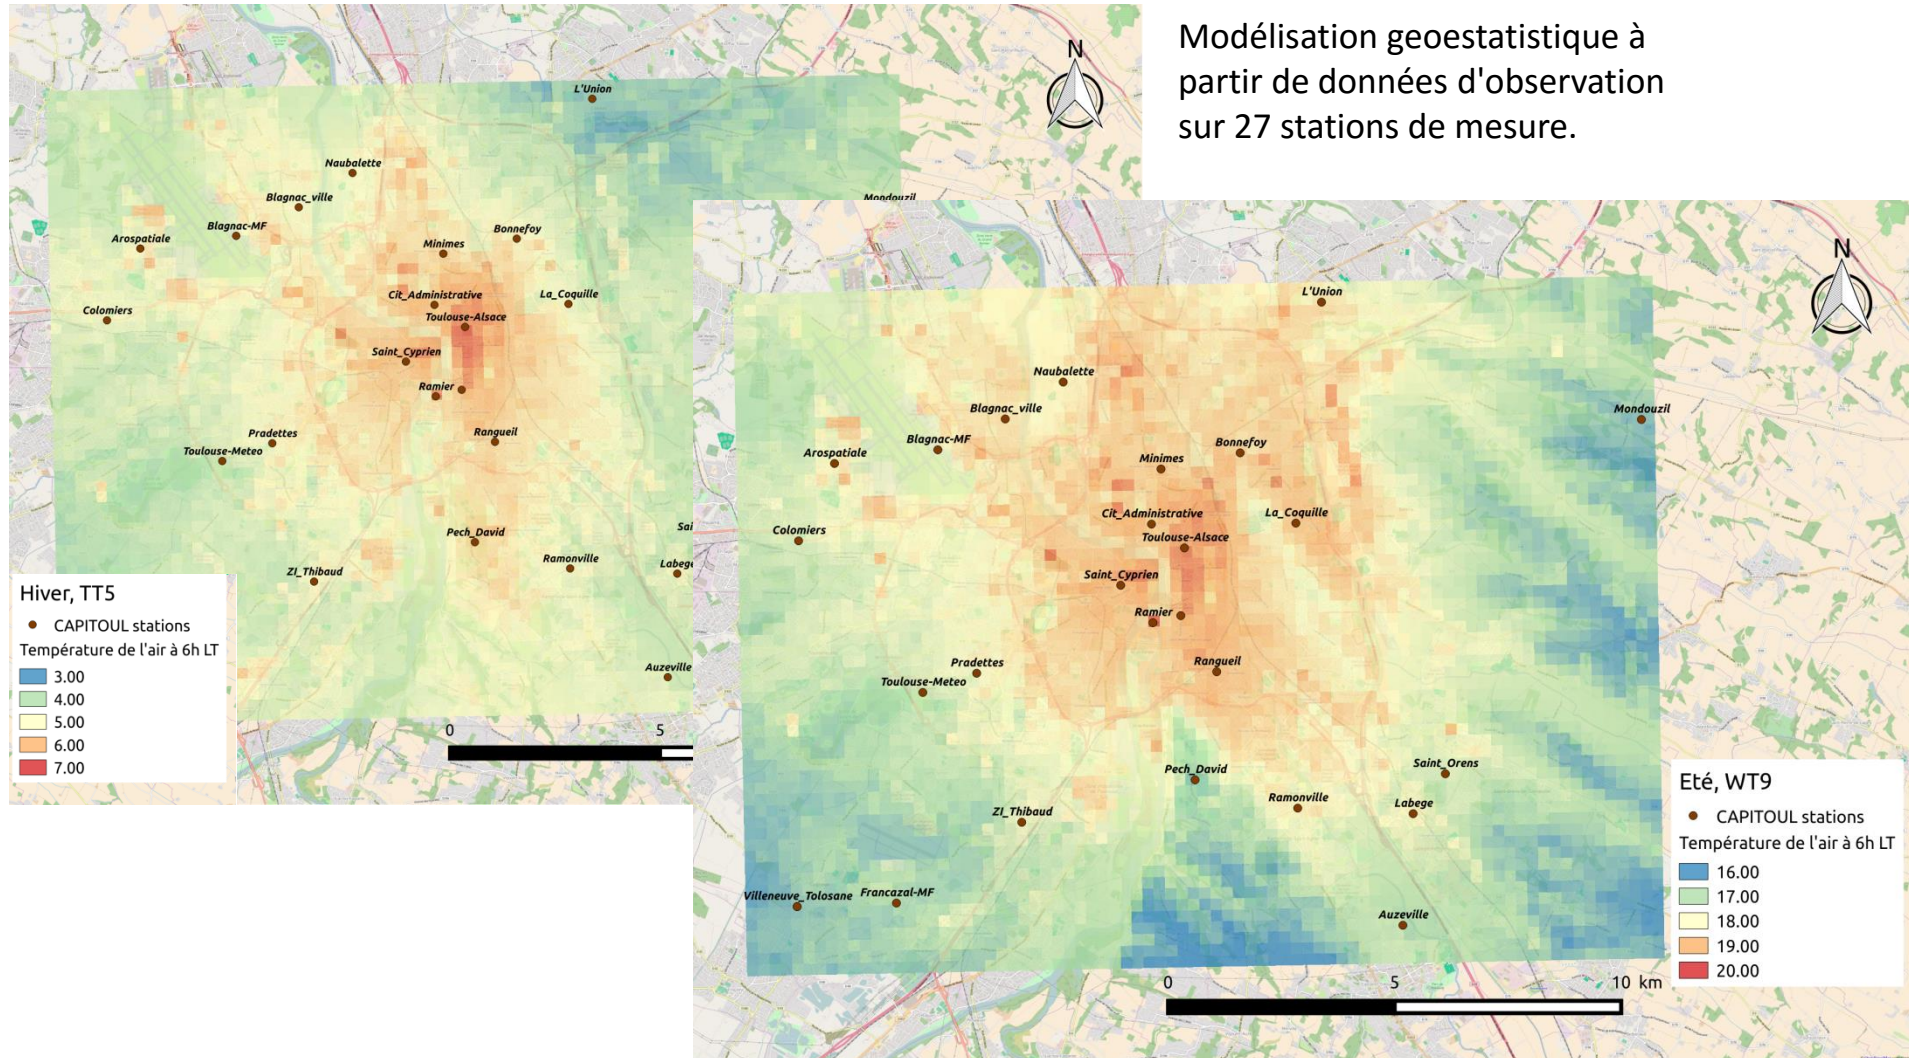 Modélisation geoestatistique à
partir de données d'observation
sur 27 stations de mesure.
N
L'Union
Naubalette
Mondouzil
Blagnac_ville
Blagnac-MF
Bonnefoy
Arospatiale
Minimes
Cit_Administrative
La_Coquille
Colomiers
Toulouse-Alsace
Saint_Cyprien
Ramier
Pradettes
Rangueil
Toulouse-Meteo
Sai
Pech_David
Ramonville
Labege
ZI_Thibaud
Auzeville
Hiver, TT5
CAPITOUL stations
Température de l'air à 6h LT
3.00
4.00
5.00
6.00
7.00
0 5
N
L'Union
Naubalette
Blagnac_ville
Mondouzil
Blagnac-MF
Bonnefoy
Arospatiale
Minimes
Cit_Administrative
La_Coquille
Colomiers
Toulouse-Alsace
Saint_Cyprien
Ramier
Pradettes
Rangueil
Toulouse-Meteo
Pech_David
Saint_Orens
Ramonville
Labege
ZI_Thibaud
Villeneuve_Tolosane
Francazal-MF
Auzeville
0 5 10 km
Eté, WT9
CAPITOUL stations
Température de l'air à 6h LT
16.00
17.00
18.00
19.00
20.00